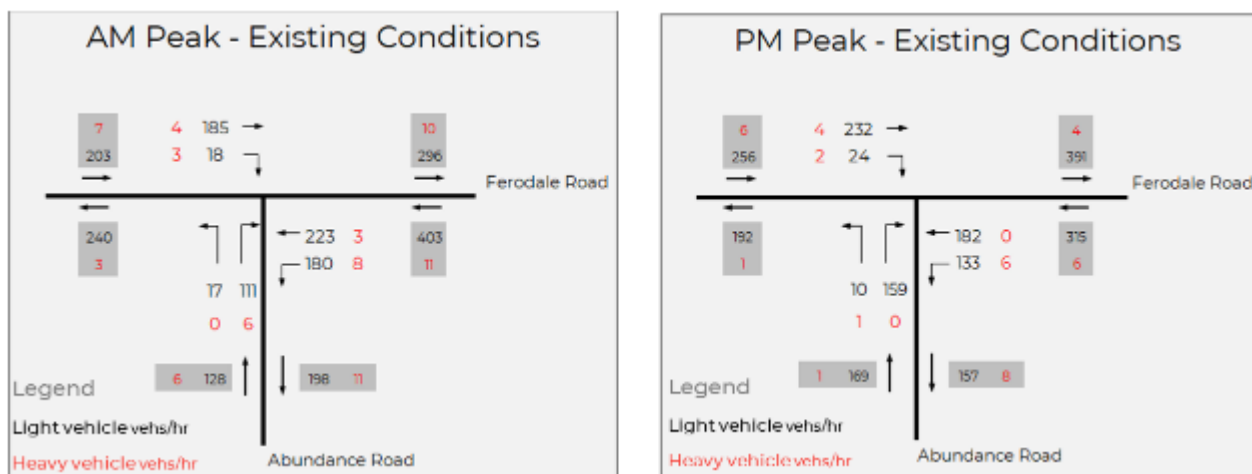 AM Peak - Existing Conditions
7 4 185 10
203 3 18 296
Ferodale Road
240 223 3 403
3 180 8 11
17 111
0 6
6 128 198 11
Legend
Light vehicle vehs/hr
Heavy vehicle vehs/hr
Abundance Road
PM Peak - Existing Conditions
6 4 232 4
256 2 24 391
Ferodale Road
192 182 0 315
1 133 6 6
10 159
1 0
1 169 157 8
Legend
Light vehicle vehs/hr
Heavy vehicle vehs/hr
Abundance Road